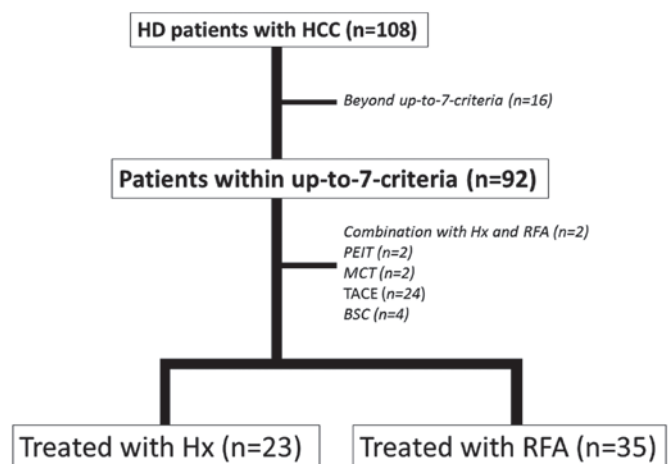 HD patients with HCC (n=108)
Beyond up-to-7-criteria (n=16)
Patients within up-to-7-criteria (n=92)
Combination with Hx and RFA (n=2)
PEIT (n=2)
MCT (n=2)
TACE (n=24)
BSC (n=4)
Treated with Hx (n=23)
Treated with RFA (n=35)